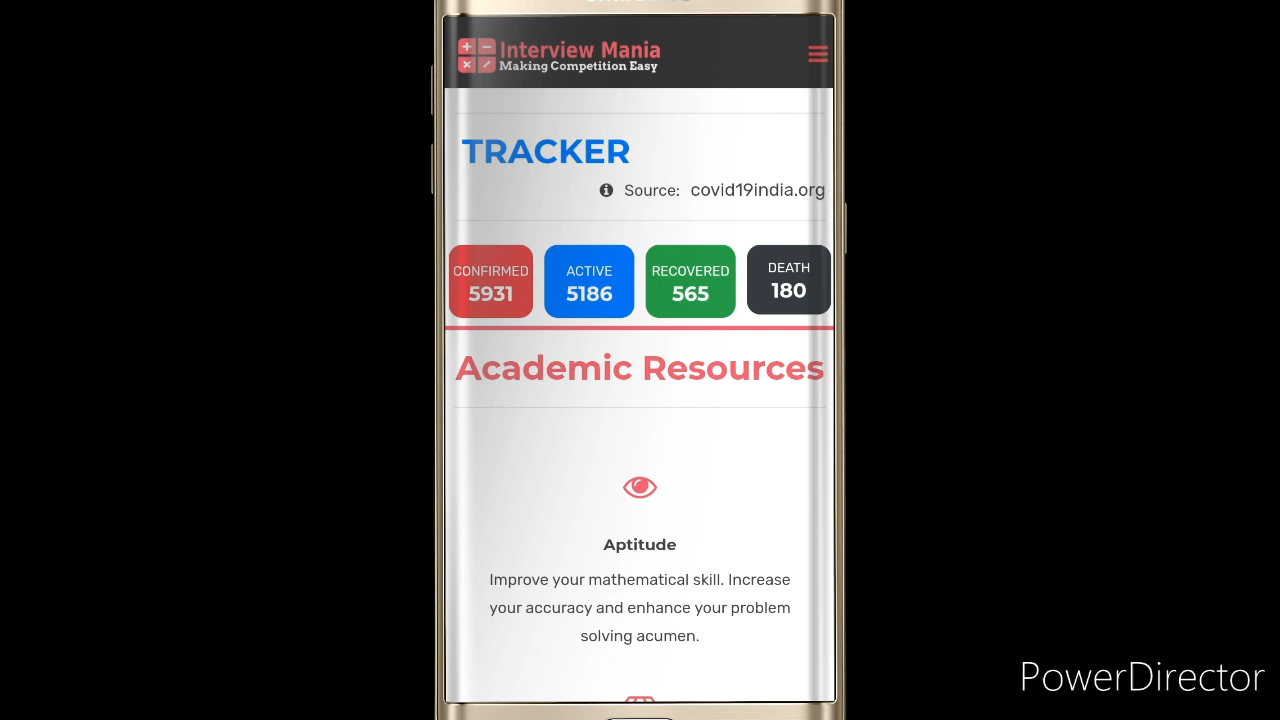 Interview Mania
Making Competition Easy
TRACKER
Source: covid19india.org
CONFIRMED ACTIVE RECOVERED DEATH
5931 5186 565 180
Academic Resources
Aptitude
Improve your mathematical skill. Increase
your accuracy and enhance your problem
solving acumen.
PowerDirector